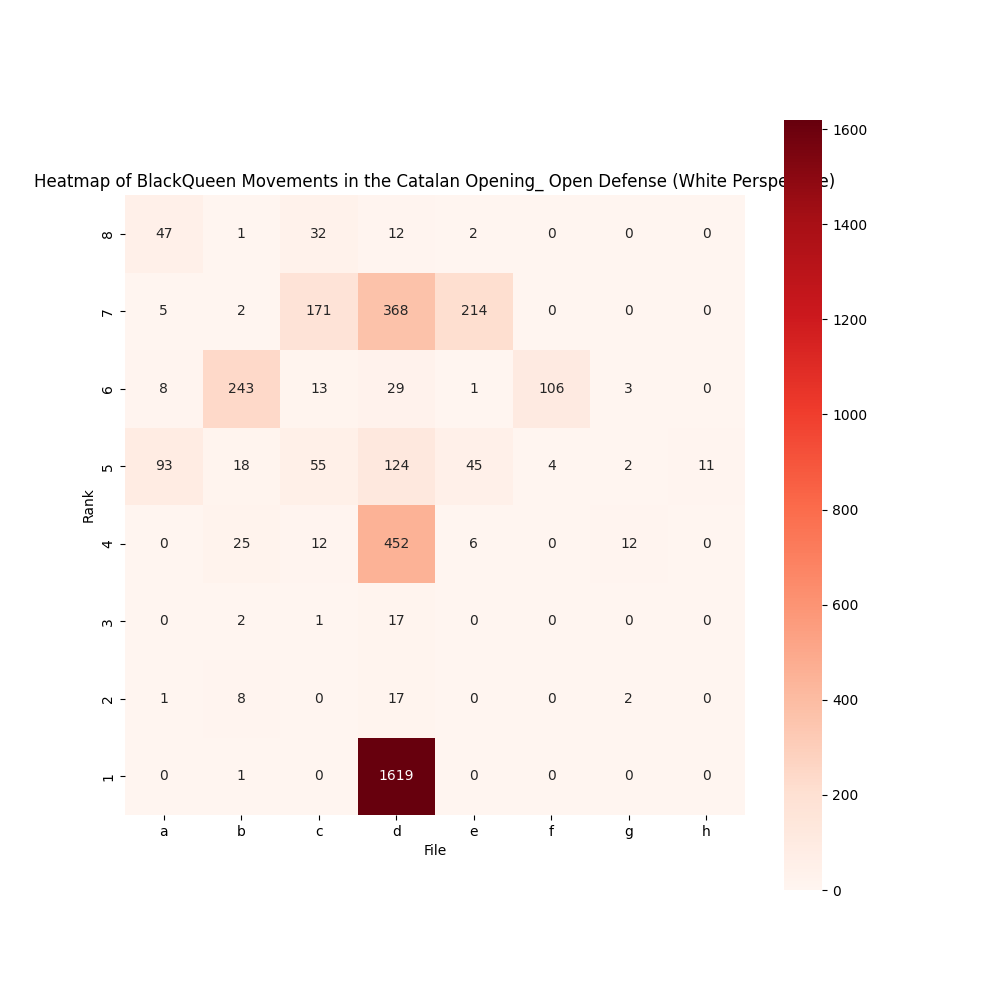 Heatmap of BlackQueen Movements in the Catalan Opening_ Open Defense (White Perspective)
8 47 1 32 12 2 0 0 0
7 5 2 171 368 214 0 0 0
6 8 243 13 29 1 106 3 0
5 93 18 55 124 45 4 2 11
Rank
4 0 25 12 452 6 0 12 0
3 0 2 1 17 0 0 0 0
2 1 8 0 17 0 0 2 0
1 0 1 0 1619 0 0 0 0
a b c d e f g h
File
1600
1400
1200
1000
800
600
400
200
0